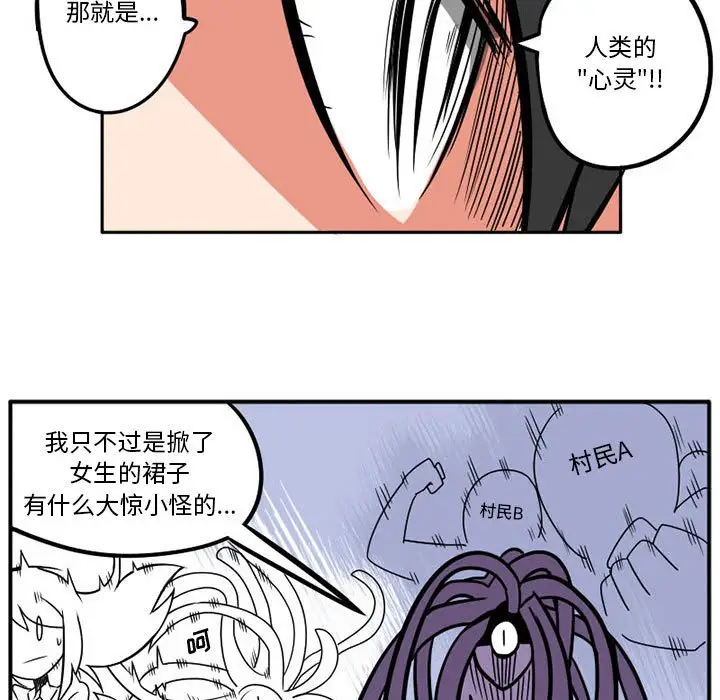 那就是...
人类的
"心灵"!!
我只不过是掀了
女生的裙子
有什么大惊小怪的...
村民A
村民B
呵